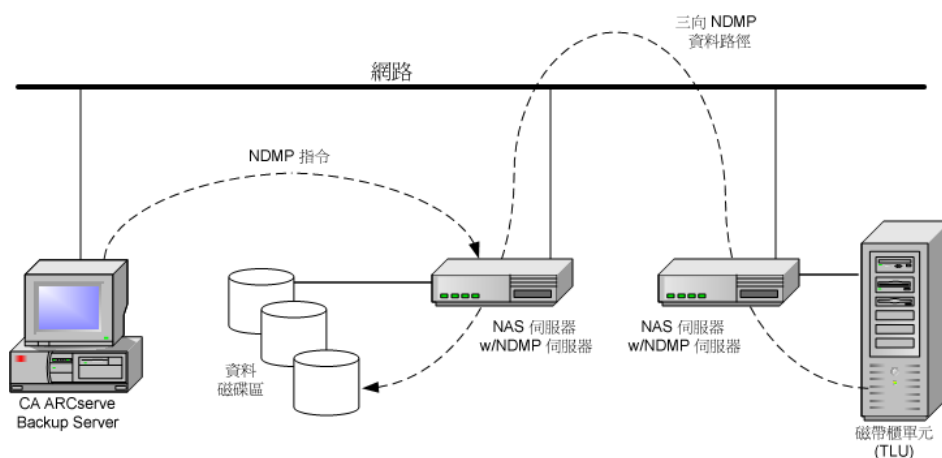 三向 NDMP
資料路徑
網路
NDMP 指令
NAS 伺服器
w/NDMP 伺服器
NAS 伺服器
w/NDMP 伺服器
資料
磁碟區
CA ARCserve
Backup Server
磁帶櫃單元
(TLU)